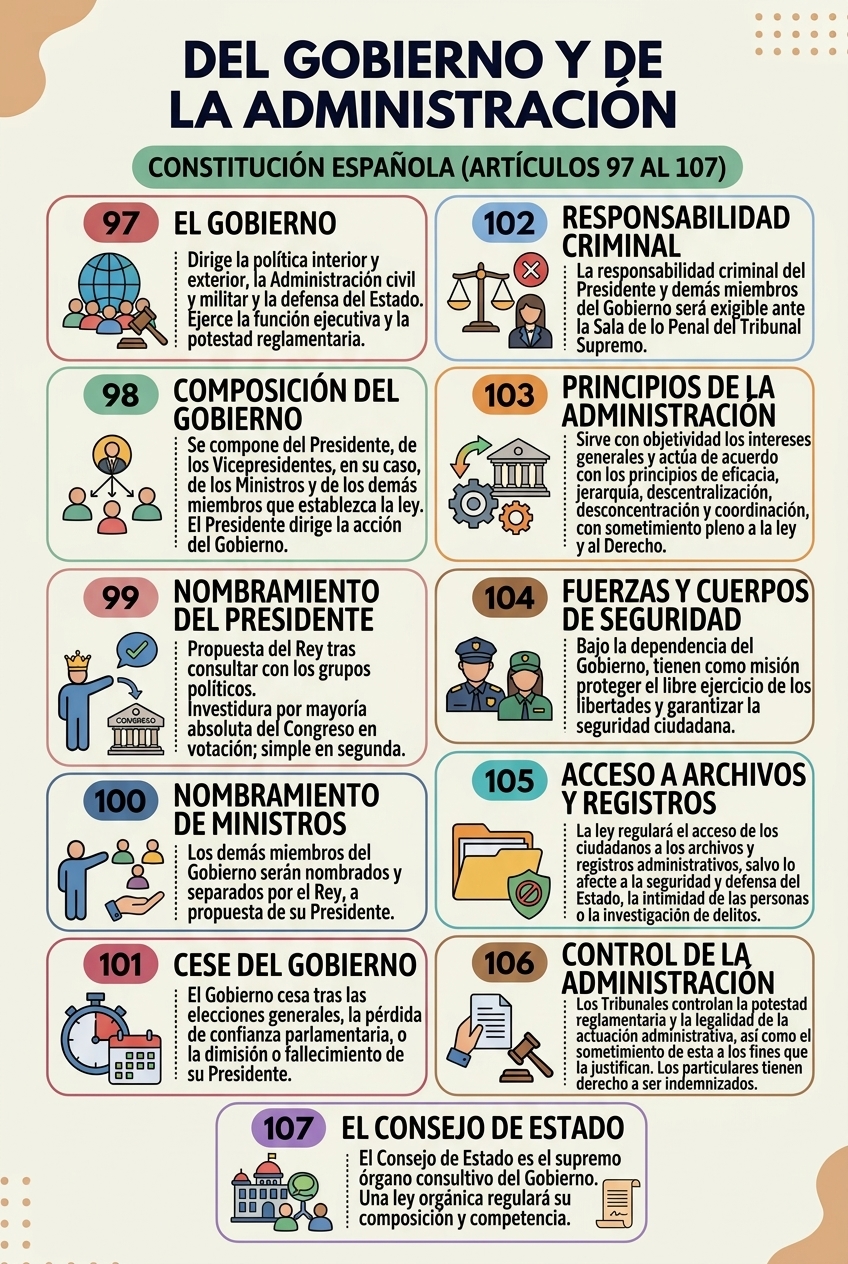 DEL GOBIERNO Y DE
LA ADMINISTRACIÓN
CONSTITUCIÓN ESPAÑOLA (ARTÍCULOS 97 AL 107)
97
EL GOBIERNO
Dirige la política interior y
exterior, la Administración civil
y militar y la defensa del Estado.
Ejerce la función ejecutiva y la
potestad reglamentaria.
98
COMPOSICIÓN DEL
GOBIERNO
Se compone del Presidente, de
los Vicepresidentes, en su caso,
de los Ministros y de los demás
miembros que establezca la ley.
El Presidente dirige la acción
del Gobierno.
99
NOMBRAMIENTO
DEL PRESIDENTE
CONGRESO
Propuesta del Rey tras
consultar con los grupos
políticos.
Investidura por mayoría
absoluta del Congreso en
votación; simple en segunda.
100
NOMBRAMIENTO
DE MINISTROS
Los demás miembros del
Gobierno serán nombrados y
separados por el Rey, a
propuesta de su Presidente.
101
CESE DEL GOBIERNO
El Gobierno cesa tras las
elecciones generales, la pérdida
de confianza parlamentaria, o
la dimisión o fallecimiento de
su Presidente.
102
RESPONSABILIDAD
CRIMINAL
La responsabilidad criminal del
Presidente y demás miembros
del Gobierno será exigible ante
la Sala de lo Penal del Tribunal
Supremo.
103
PRINCIPIOS DE LA
ADMINISTRACIÓN
Sirve con objetividad los intereses
generales y actúa de acuerdo
con los principios de eficacia,
jerarquía, descentralización,
desconcentración y coordinación,
con sometimiento pleno a la ley
y al Derecho.
104
FUERZAS Y CUERPOS
DE SEGURIDAD
Bajo la dependencia del
Gobierno, tienen como misión
proteger el libre ejercicio de los
libertades y garantizar la
seguridad ciudadana.
105
ACCESO A ARCHIVOS
Y REGISTROS
La ley regulará el acceso de los
ciudadanos a los archivos y
registros administrativos, salvo lo
afecte a la seguridad y defensa del
Estado, la intimidad de las personas
o la investigación de delitos.
106
CONTROL DE LA
ADMINISTRACIÓN
Los Tribunales controlan la potestad
reglamentaria y la legalidad de la
actuación administrativa, así como el
sometimiento de esta a los fines que
la justifican. Los particulares tienen
derecho a ser indemnizados.
107
EL CONSEJO DE ESTADO
El Consejo de Estado es el supremo
órgano consultivo del Gobierno.
Una ley orgánica regulará su
composición y competencia.